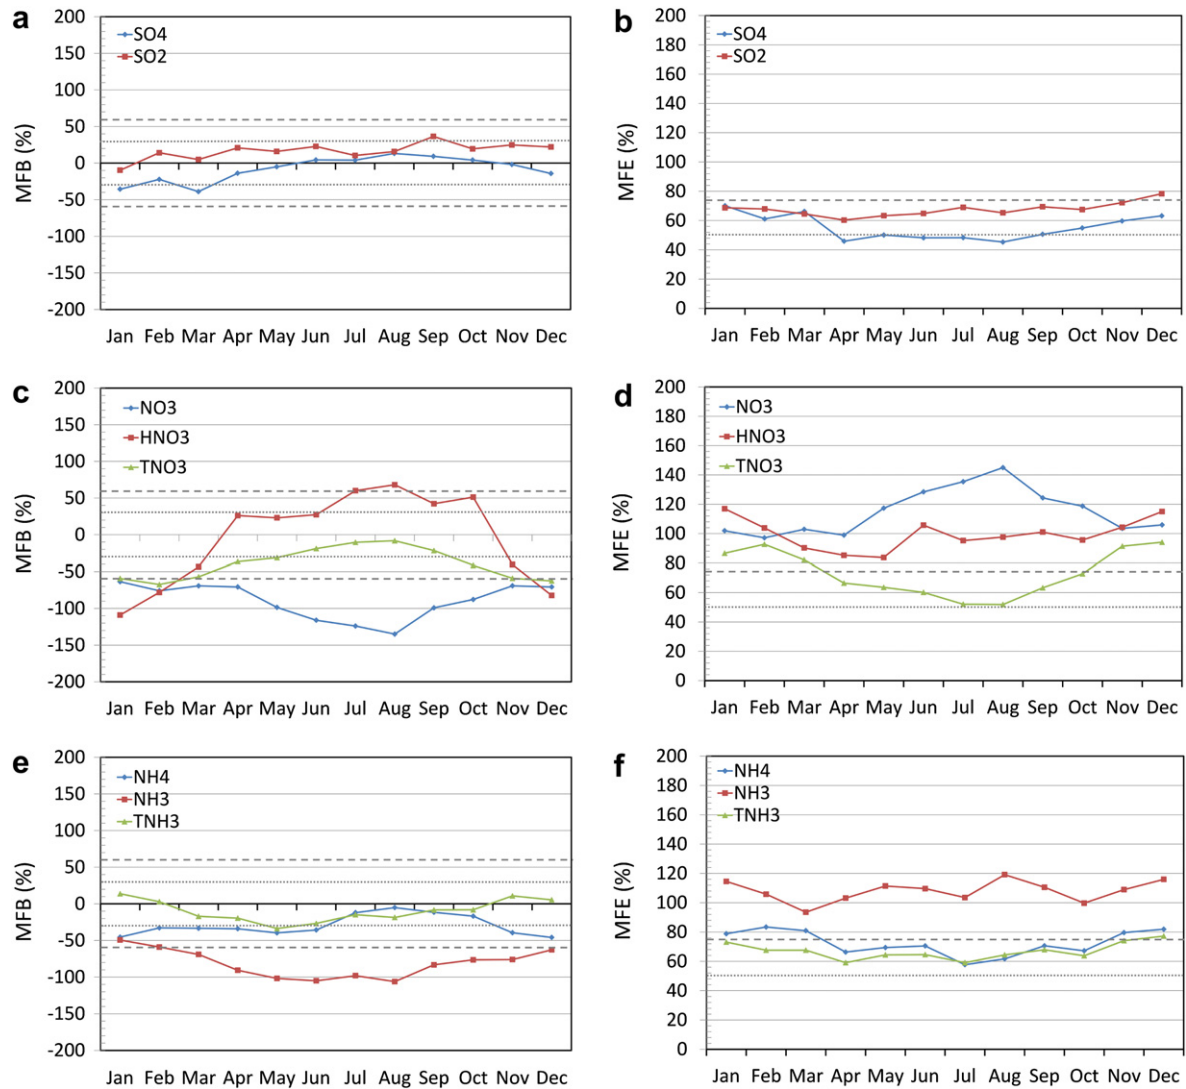 a
200
150
100
50
0
-50
-100
-150
-200
MFB (%)
SO4
SO2
Jan Feb Mar Apr May Jun Jul Aug Sep Oct Nov Dec
b
200
180
160
140
120
100
80
60
40
20
0
MFE (%)
SO4
SO2
Jan Feb Mar Apr May Jun Jul Aug Sep Oct Nov Dec
c
200
150
100
50
0
-50
-100
-150
-200
MFB (%)
NO3
HNO3
TNO3
Jan Feb Mar Apr May Jun Jul Aug Sep Oct Nov Dec
d
200
180
160
140
120
100
80
60
40
20
0
MFE (%)
NO3
HNO3
TNO3
Jan Feb Mar Apr May Jun Jul Aug Sep Oct Nov Dec
e
200
150
100
50
0
-50
-100
-150
-200
MFB (%)
NH4
NH3
TNH3
Jan Feb Mar Apr May Jun Jul Aug Sep Oct Nov Dec
f
200
180
160
140
120
100
80
60
40
20
0
MFE (%)
NH4
NH3
TNH3
Jan Feb Mar Apr May Jun Jul Aug Sep Oct Nov Dec